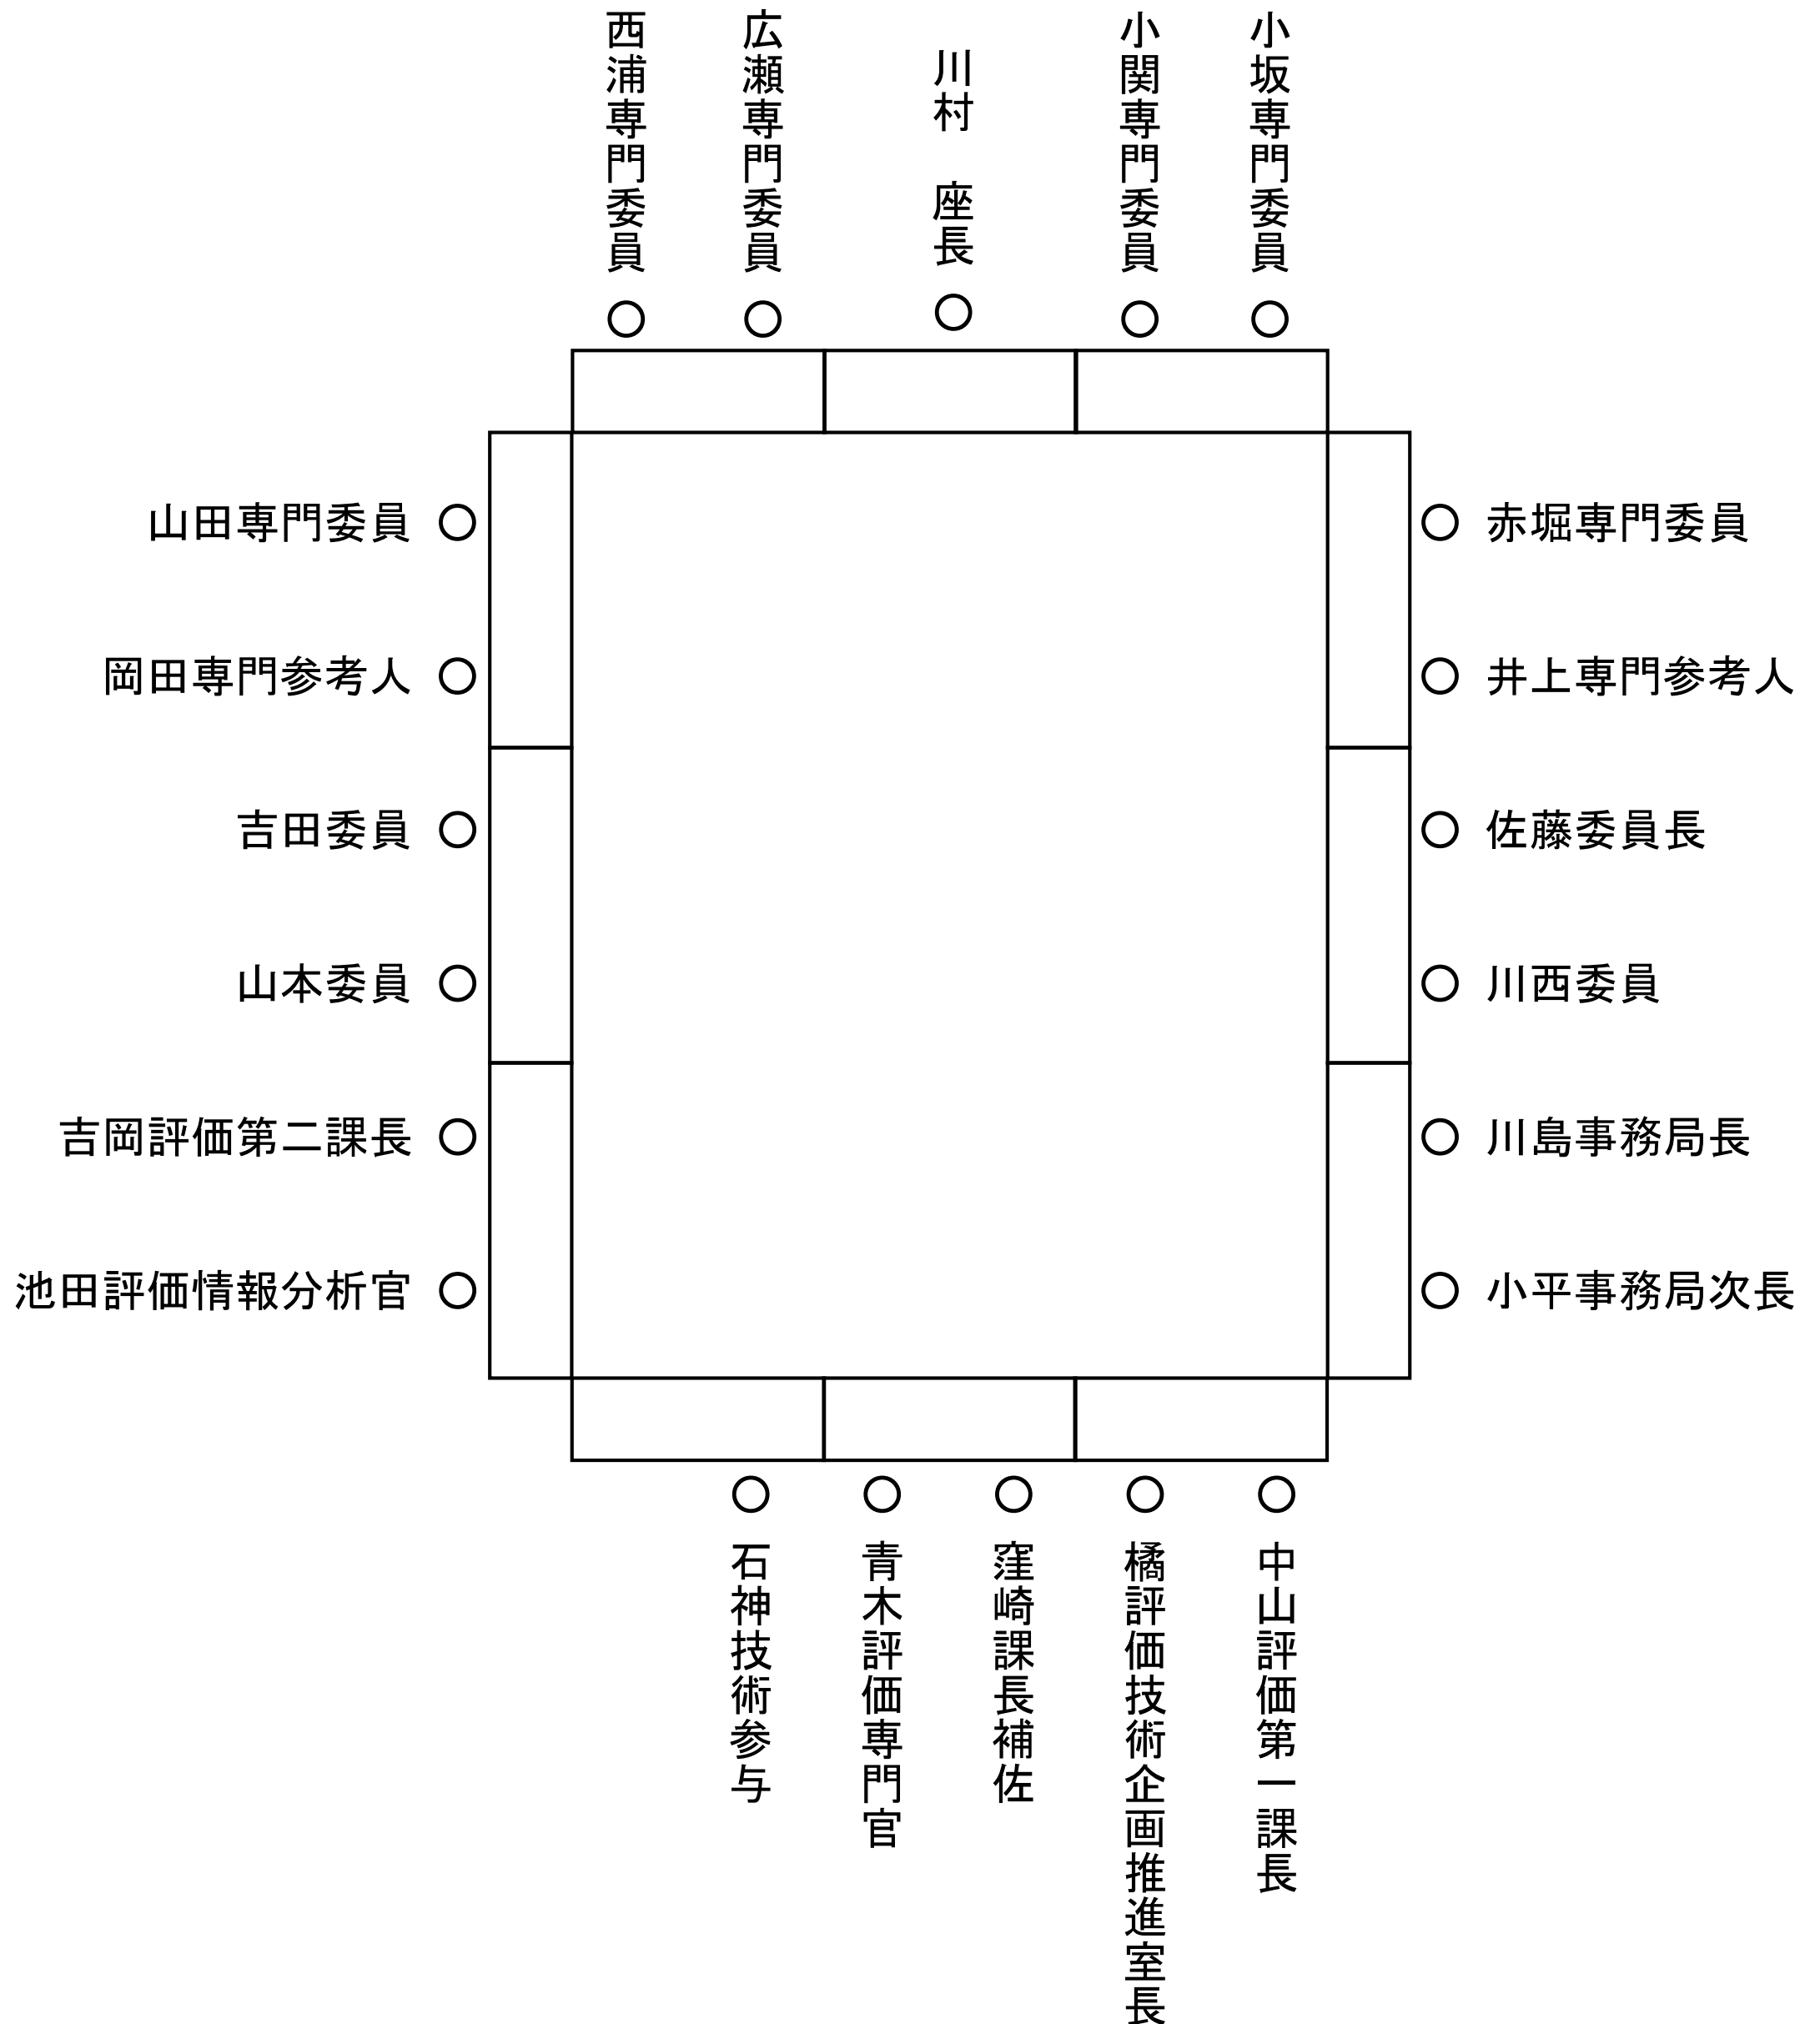 西浦専門委員
広瀬専門委員
川村　座長
小関専門委員
小坂専門委員
山田専門委員
岡田専門参考人
吉田委員
山本委員
吉岡評価第二課長
池田評価情報分析官
赤堀専門委員
井上専門参考人
佐藤委員長
川西委員
川島事務局長
小平事務局次長
石神技術参与
青木評価専門官
窪崎課長補佐
橘評価技術企画推進室長
中山評価第一課長